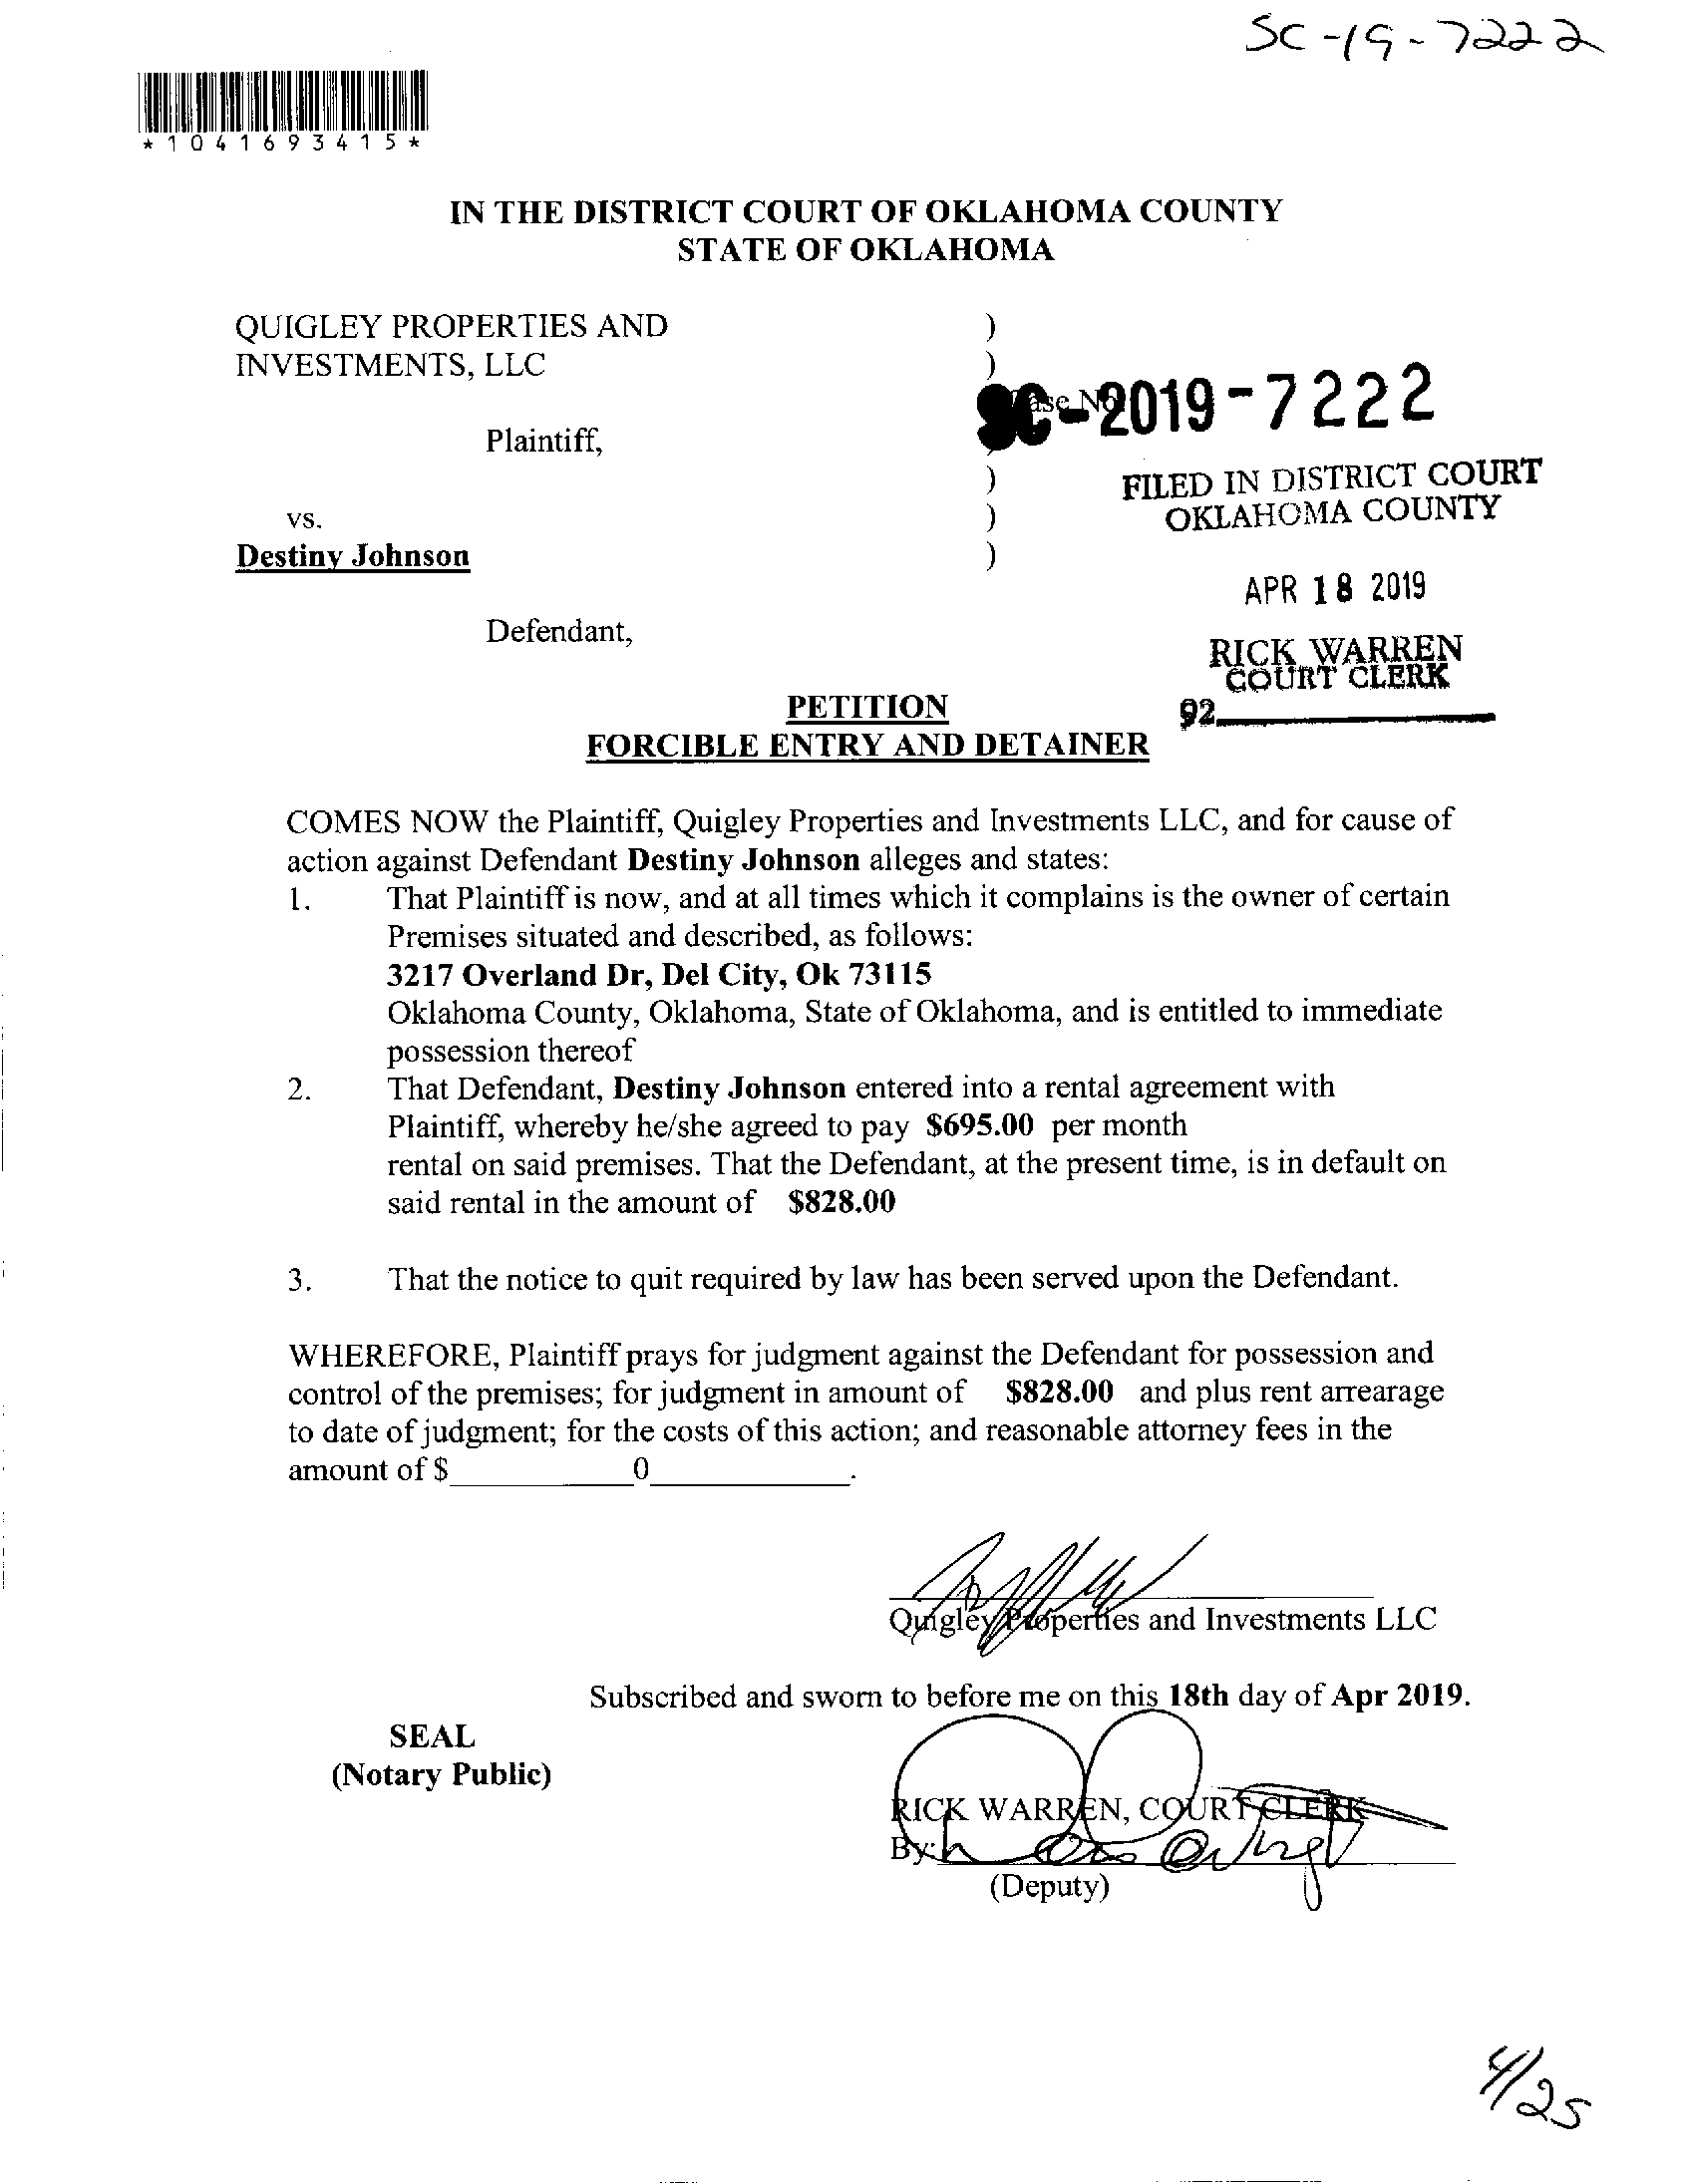 SC-19-7222
*1041693415*
IN THE DISTRICT COURT OF OKLAHOMA COUNTY
STATE OF OKLAHOMA
QUIGLEY PROPERTIES AND
INVESTMENTS, LLC
)
)
Case No.
SC-2019-7222
Plaintiff,
)
FILED IN DISTRICT COURT
OKLAHOMA COUNTY
vs.
)
Destiny Johnson
)
APR 18 2019
Defendant,
RICK WARREN
COURT CLERK
92
PETITION
FORCIBLE ENTRY AND DETAINER
COMES NOW the Plaintiff, Quigley Properties and Investments LLC, and for cause of
action against Defendant Destiny Johnson alleges and states:
1. That Plaintiff is now, and at all times which it complains is the owner of certain
Premises situated and described, as follows:
3217 Overland Dr, Del City, Ok 73115
Oklahoma County, Oklahoma, State of Oklahoma, and is entitled to immediate
possession thereof
2. That Defendant, Destiny Johnson entered into a rental agreement with
Plaintiff, whereby he/she agreed to pay $695.00 per month
rental on said premises. That the Defendant, at the present time, is in default on
said rental in the amount of $828.00
3. That the notice to quit required by law has been served upon the Defendant.
WHEREFORE, Plaintiff prays for judgment against the Defendant for possession and
control of the premises; for judgment in amount of $828.00 and plus rent arrearage
to date of judgment; for the costs of this action; and reasonable attorney fees in the
amount of $ 0 .
Quigley Properties and Investments LLC
Subscribed and sworn to before me on this 18th day of Apr 2019.
SEAL
(Notary Public)
RICK WARREN, COURT CLERK
By:
(Deputy)
4/25